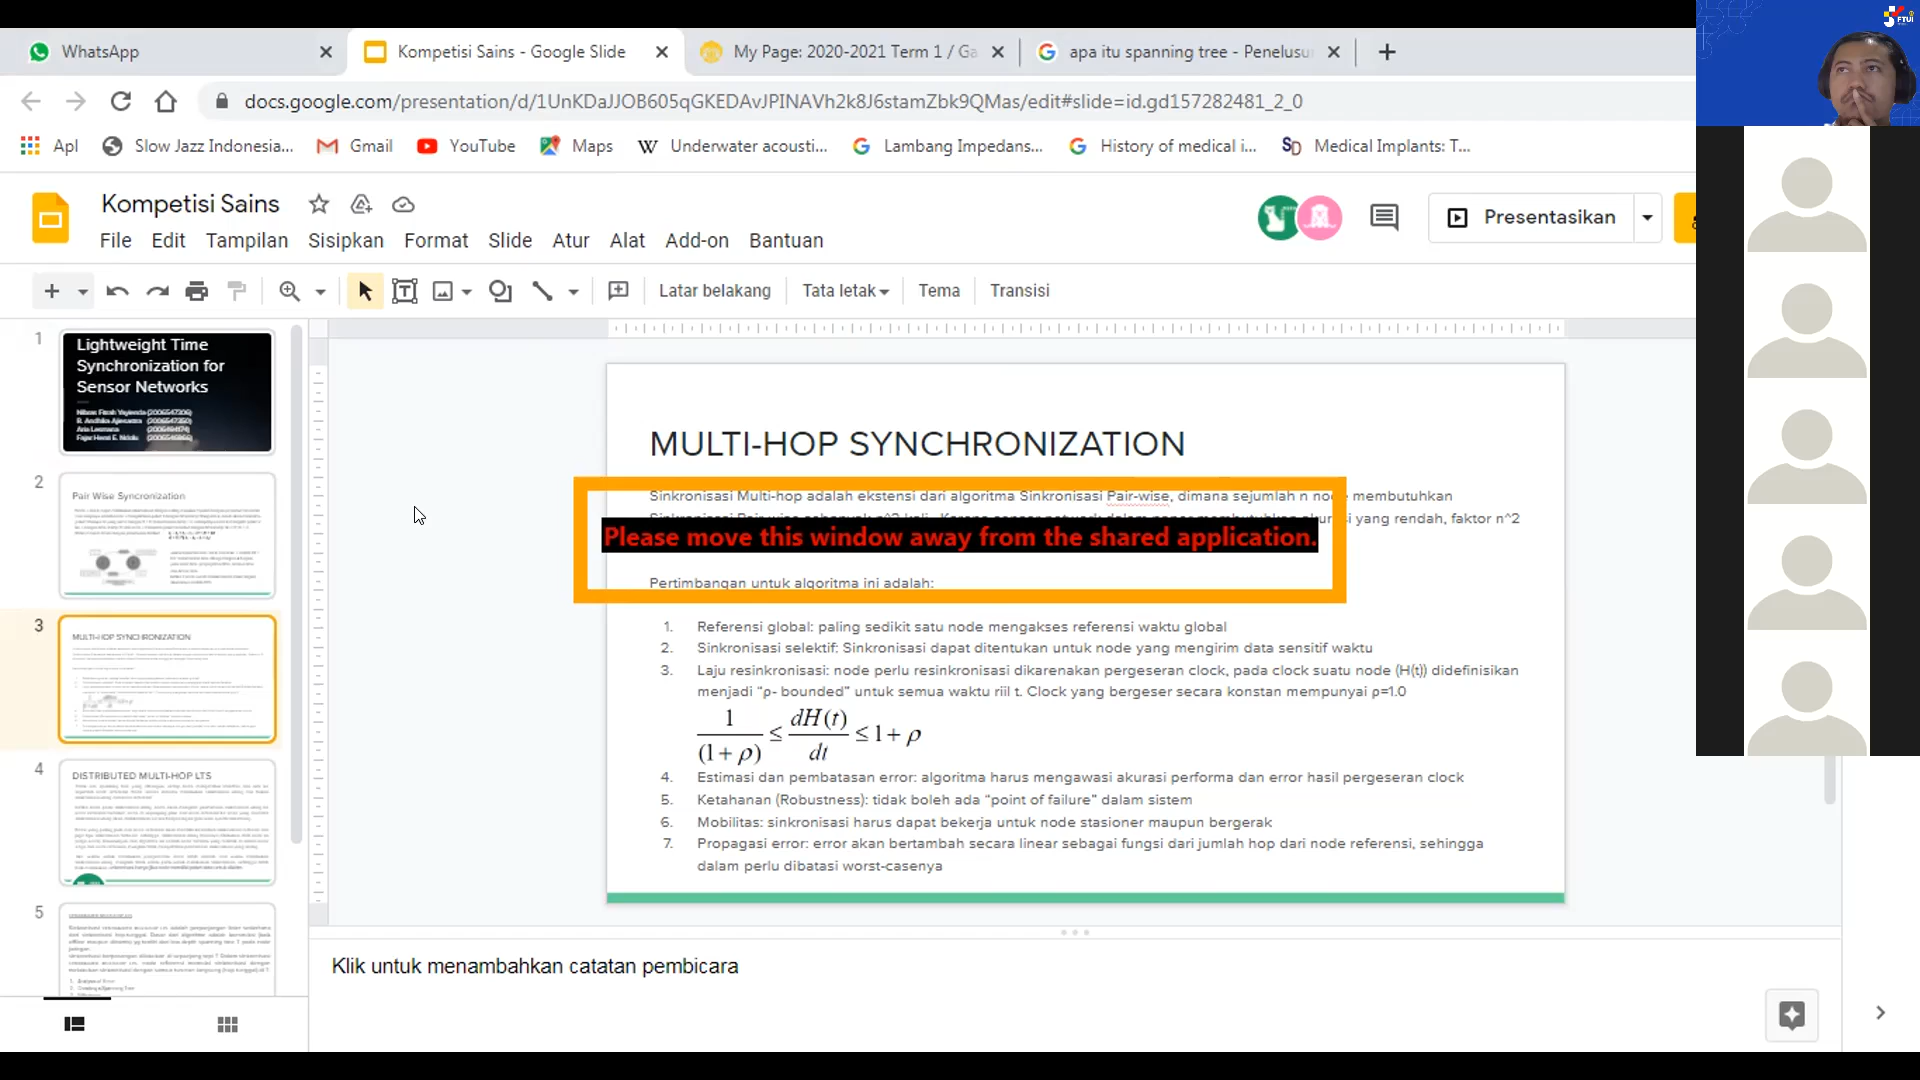 WhatsApp
Kompetisi Sains - Google Slide
My Page: 2020-2021 Term 1 / Ga
apa itu spanning tree - Penelusu
docs.google.com/presentation/d/1UnKDaJJOB605qGKEDAvJPINAVh2k8J6stamZbk9QMas/edit#slide=id.gd157282481_2_0
Apl
Slow Jazz Indonesia...
Gmail
YouTube
Maps
Underwater acousti...
Lambang Impedans...
History of medical i...
Medical Implants: T...
FTUI
Kompetisi Sains
File Edit Tampilan Sisipkan Format Slide Atur Alat Add-on Bantuan
Presentasikan
Latar belakang
Tata letak
Tema
Transisi
1
Lightweight Time
Synchronization for
Sensor Networks
2
Pair Wise Syncronization
3
MULTI-HOP SYNCHRONIZATION
4
DISTRIBUTED MULTI-HOP LTS
5
MULTI-HOP SYNCHRONIZATION
Sinkronisasi Multi-hop adalah ekstensi dari algoritma Sinkronisasi Pair-wise, dimana sejumlah n node membutuhkan
yang rendah, faktor n^2
Please move this window away from the shared application.
Pertimbangan untuk algoritma ini adalah:
1. Referensi global: paling sedikit satu node mengakses referensi waktu global
2. Sinkronisasi selektif: Sinkronisasi dapat ditentukan untuk node yang mengirim data sensitif waktu
3. Laju resinkronisasi: node perlu resinkronisasi dikarenakan pergeseran clock, pada clock suatu node (H(t)) didefinisikan
menjadi “ρ- bounded” untuk semua waktu riil t. Clock yang bergeser secara konstan mempunyai ρ=1.0
1/(1 + ρ) ≤ dH(t)/dt ≤ 1 + ρ
4. Estimasi dan pembatasan error: algoritma harus mengawasi akurasi performa dan error hasil pergeseran clock
5. Ketahanan (Robustness): tidak boleh ada “point of failure” dalam sistem
6. Mobilitas: sinkronisasi harus dapat bekerja untuk node stasioner maupun bergerak
7. Propagasi error: error akan bertambah secara linear sebagai fungsi dari jumlah hop dari node referensi, sehingga
dalam perlu dibatasi worst-casenya
Klik untuk menambahkan catatan pembicara